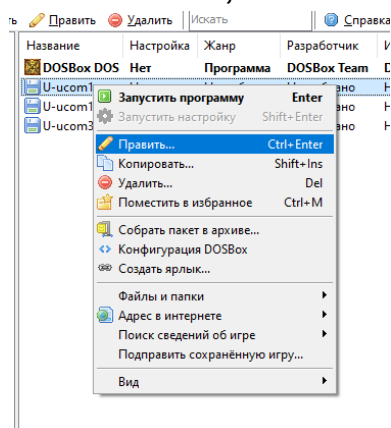 Править Удалить Искать Справка
Название Настройка Жанр Разработчик
DOSBox DOS Нет Программа DOSBox Team
U-ucom1
U-ucom1
U-ucom3
Запустить программу Enter
Запустить настройку Shift+Enter
Править... Ctrl+Enter
Копировать... Shift+Ins
Удалить... Del
Поместить в избранное Ctrl+M
Собрать пакет в архиве...
Конфигурация DOSBox
Создать ярлык...
Файлы и папки
Адрес в интернете
Поиск сведений об игре
Подправить сохранённую игру...
Вид